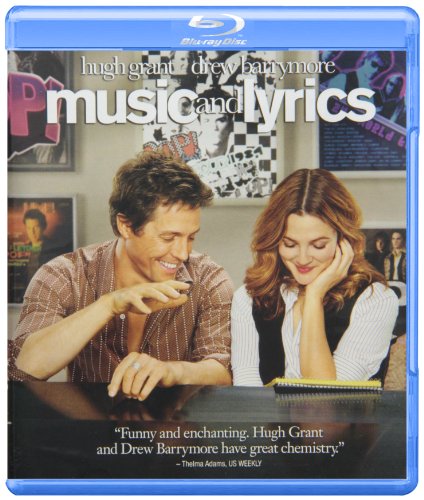 Blu-ray Disc
hugh grant drew barrymore
music and lyrics
P!
POP!
"Funny and enchanting. Hugh Grant
and Drew Barrymore have great chemistry."
– Thelma Adams, US WEEKLY